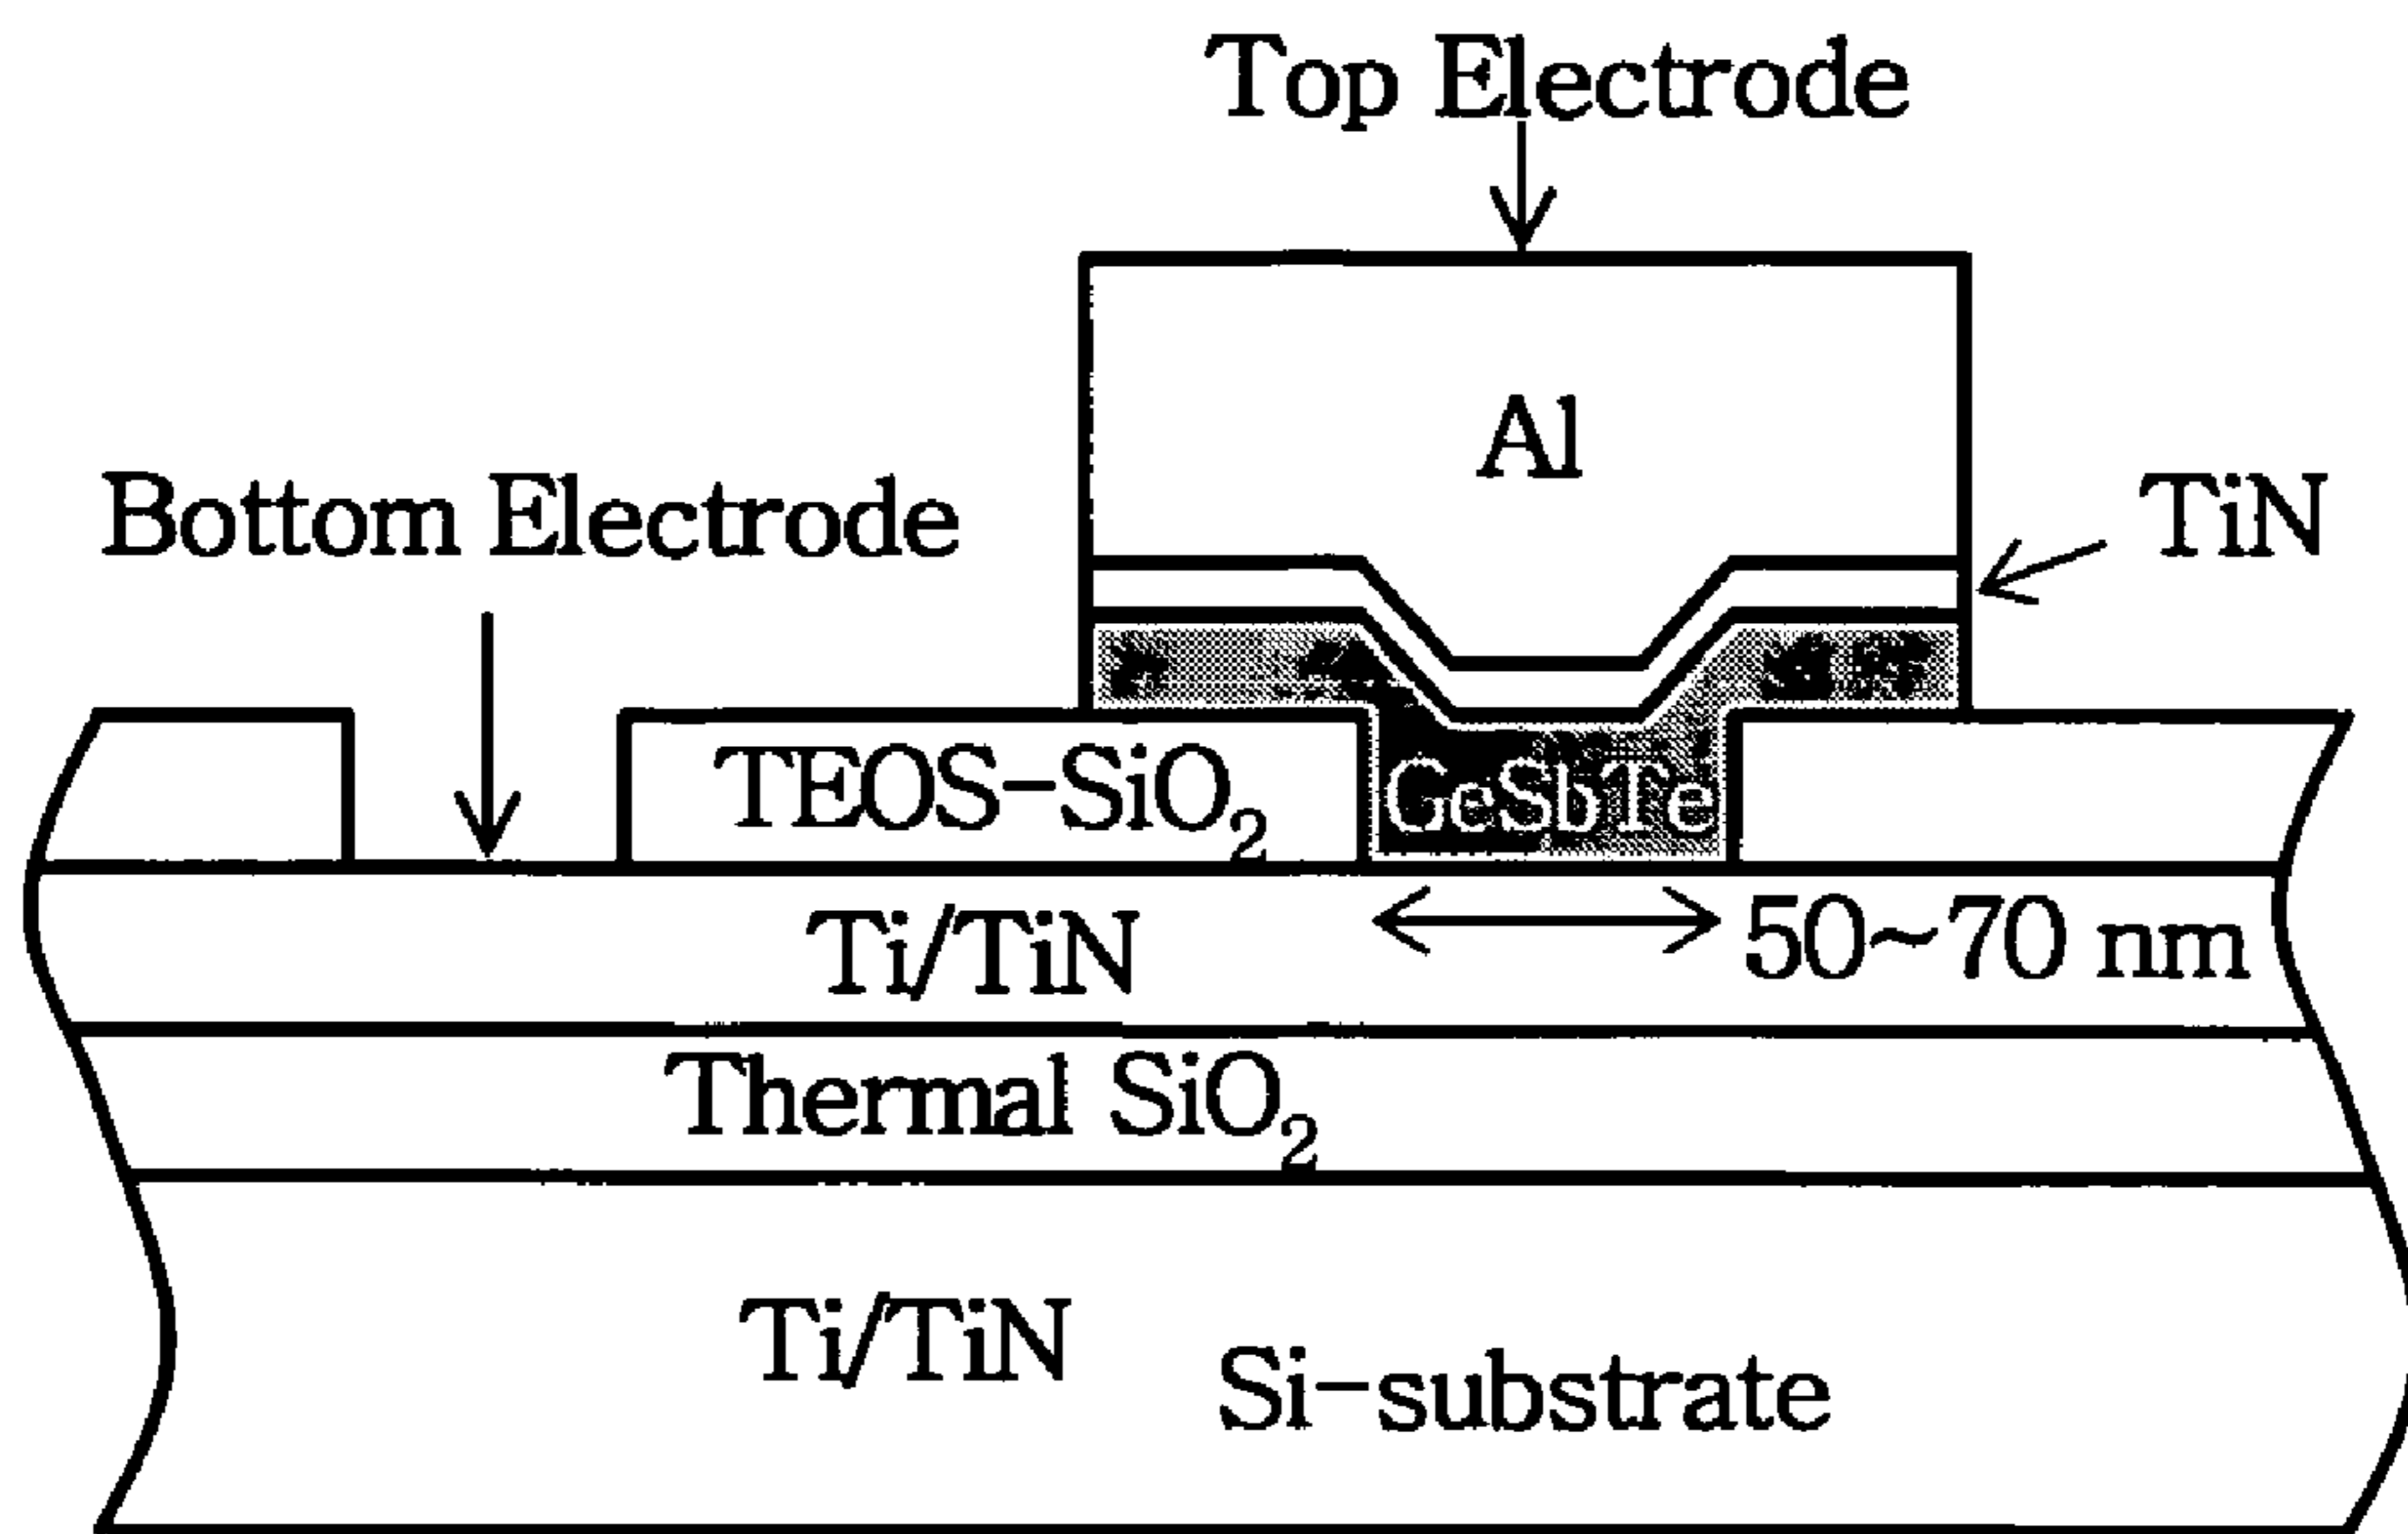 Top Electrode
Al
Bottom Electrode
TiN
TEOS-SiO₂
GeSbTe
Ti/TiN
50~70 nm
Thermal SiO₂
Ti/TiN
Si-substrate